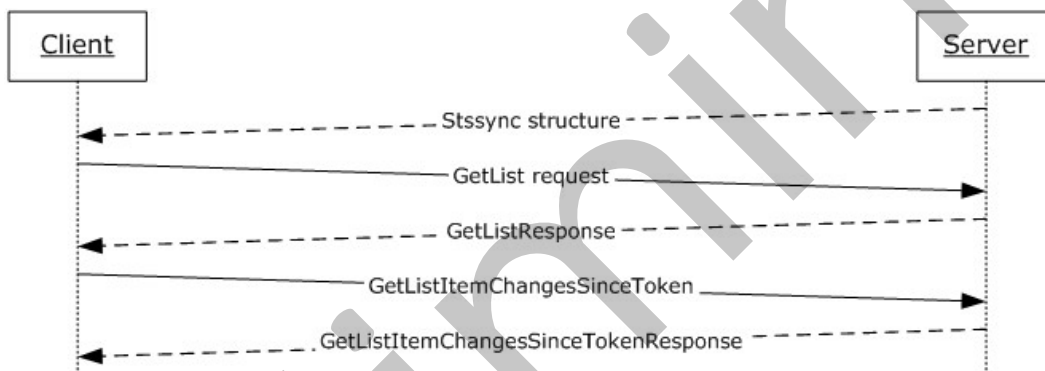 Client
Server
Stssync structure
GetList request
GetListResponse
GetListItemChangesSinceToken
GetListItemChangesSinceTokenResponse